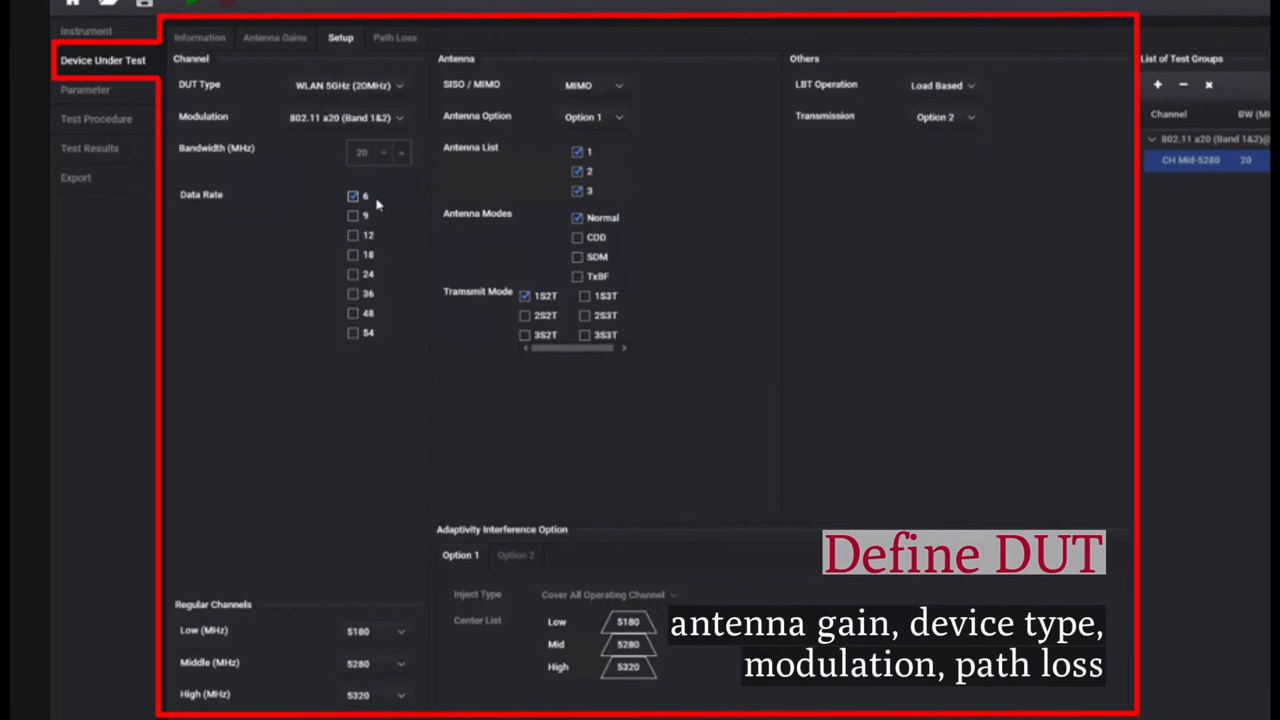 Instrument
Device Under Test
Parameter
Test Procedure
Test Results
Export
Information Antenna Gains Setup Path Loss
Channel
DUT Type WLAN 5GHz (20MHz)
Modulation 802.11 a20 (Band 1&2)
Bandwidth (MHz) 20
Data Rate 6
9
12
18
24
36
48
54
Regular Channels
Low (MHz) 5180
Middle (MHz) 5280
High (MHz) 5320
Antenna
SISO / MIMO MIMO
Antenna Option Option 1
Antenna List 1
2
3
Antenna Modes Normal
CDD
SDM
TxBF
Transmit Mode 1S2T 1S3T
2S2T 2S3T
3S2T 3S3T
Others
LBT Operation Load Based
Transmission Option 2
Adaptivity Interference Option
Option 1 Option 2
Inject Type Cover All Operating Channel
Center List Low 5180
Mid 5280
High 5320
Define DUT
antenna gain, device type,
modulation, path loss
List of Test Groups
Channel BW (M
802.11 a20 (Band 1&2)@
CH Mid-5280 20